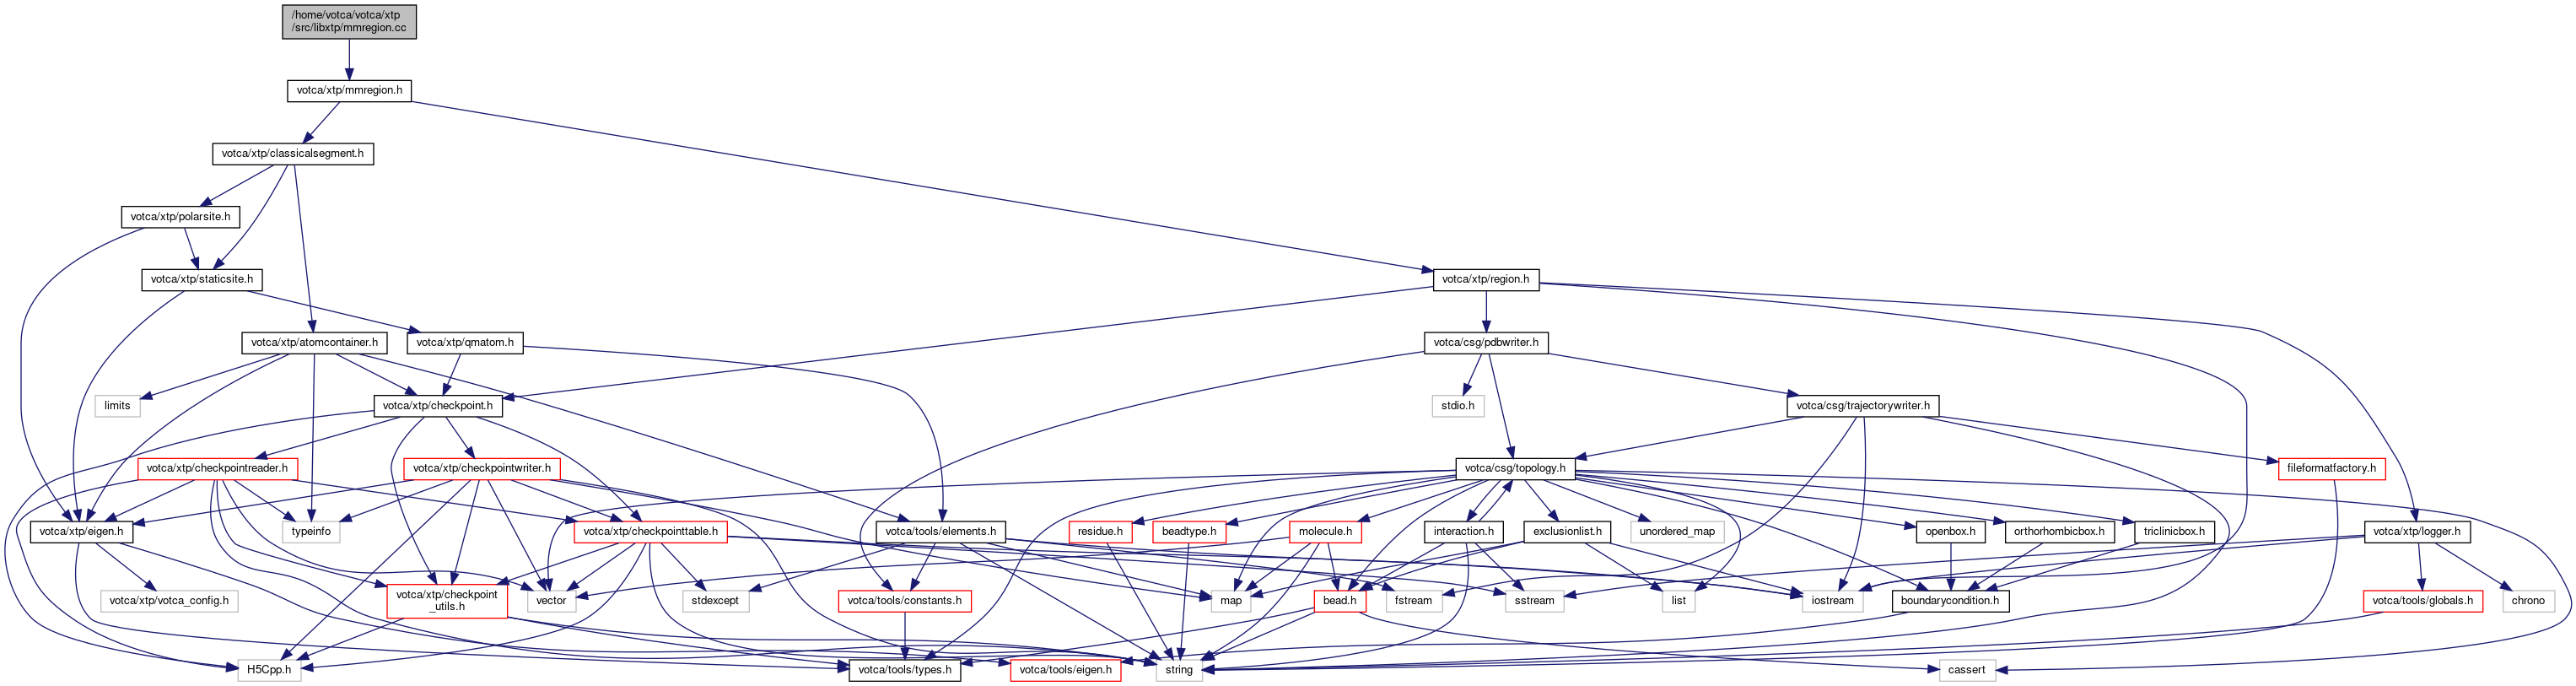 /home/votca/votca/xtp
/src/libxtp/mmregion.cc
votca/xtp/mmregion.h
votca/xtp/classicalsegment.h
votca/xtp/polarsite.h
votca/xtp/staticsite.h
votca/xtp/region.h
votca/xtp/atomcontainer.h
votca/xtp/qmatom.h
votca/csg/pdbwriter.h
limits
votca/xtp/checkpoint.h
stdio.h
votca/csg/trajectorywriter.h
votca/xtp/checkpointreader.h
votca/xtp/checkpointwriter.h
votca/csg/topology.h
fileformatfactory.h
votca/xtp/eigen.h
typeinfo
votca/xtp/checkpointtable.h
votca/tools/elements.h
residue.h
beadtype.h
molecule.h
interaction.h
exclusionlist.h
unordered_map
openbox.h
orthorhombicbox.h
triclinicbox.h
votca/xtp/logger.h
votca/xtp/votca_config.h
votca/xtp/checkpoint
_utils.h
vector
stdexcept
votca/tools/constants.h
map
bead.h
fstream
sstream
list
iostream
boundarycondition.h
votca/tools/globals.h
chrono
H5Cpp.h
votca/tools/types.h
votca/tools/eigen.h
string
cassert